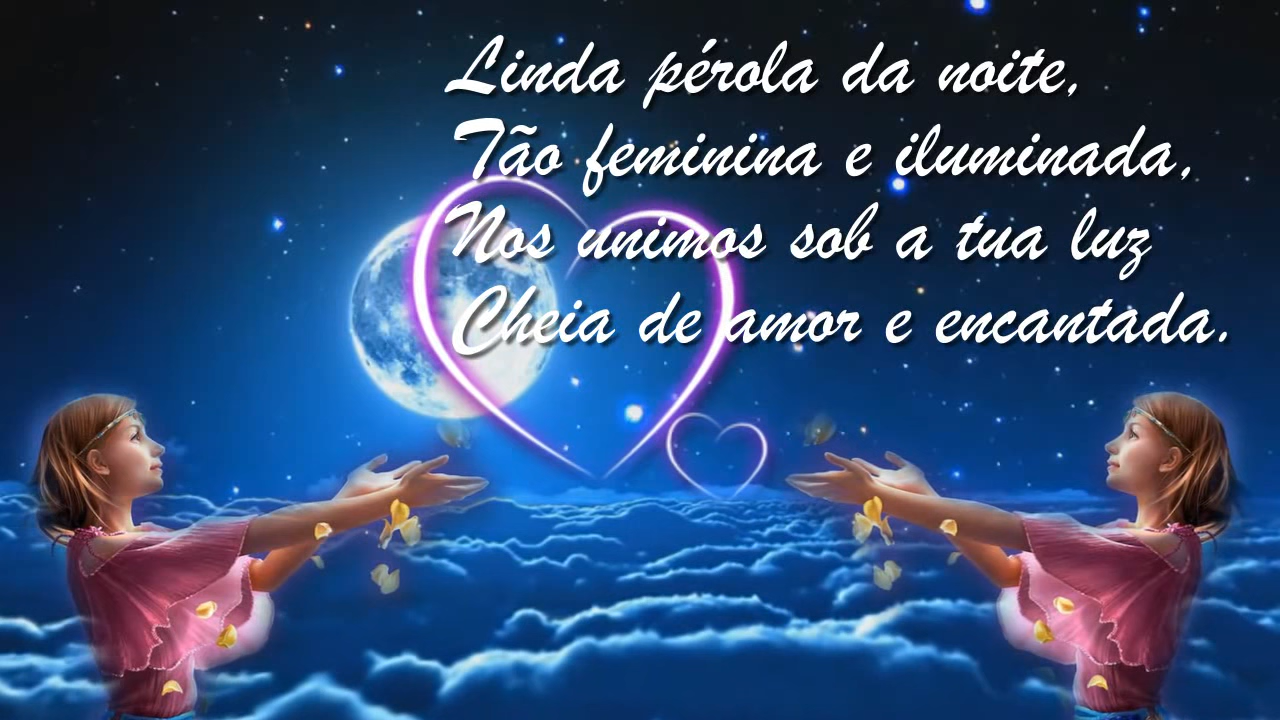 Linda pérola da noite,
Tão feminina e iluminada,
Nos unimos sob a tua luz
Cheia de amor e encantada.